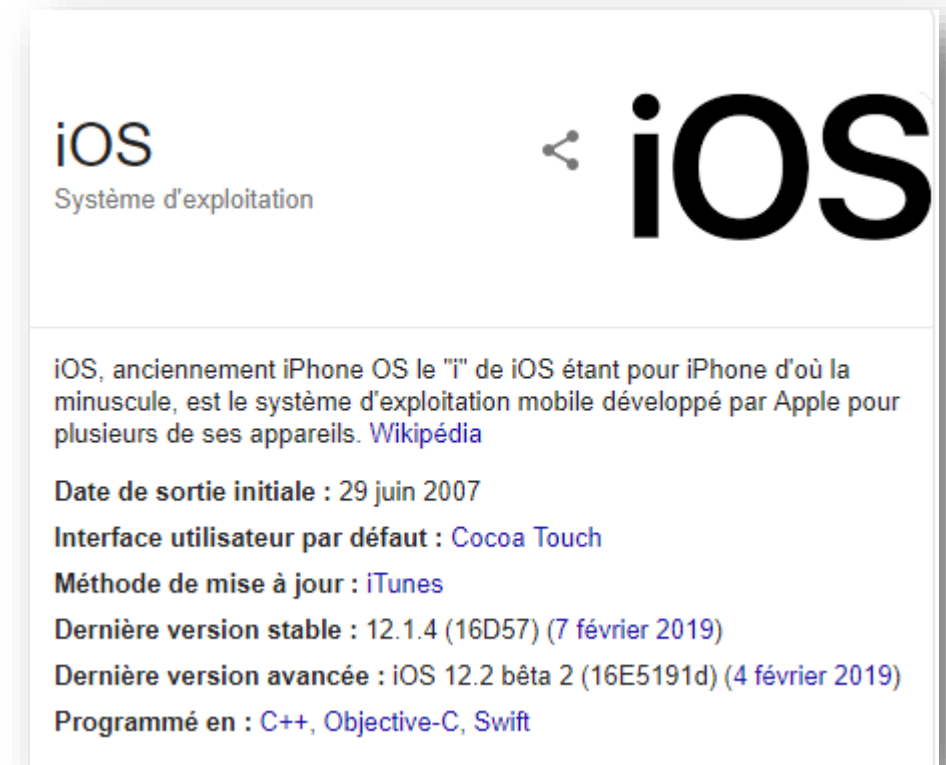 iOS
iOS
Système d'exploitation
iOS, anciennement iPhone OS le "i" de iOS étant pour iPhone d'où la
minuscule, est le système d'exploitation mobile développé par Apple pour
plusieurs de ses appareils. Wikipédia
Date de sortie initiale : 29 juin 2007
Interface utilisateur par défaut : Cocoa Touch
Méthode de mise à jour : iTunes
Dernière version stable : 12.1.4 (16D57) (7 février 2019)
Dernière version avancée : iOS 12.2 bêta 2 (16E5191d) (4 février 2019)
Programmé en : C++, Objective-C, Swift